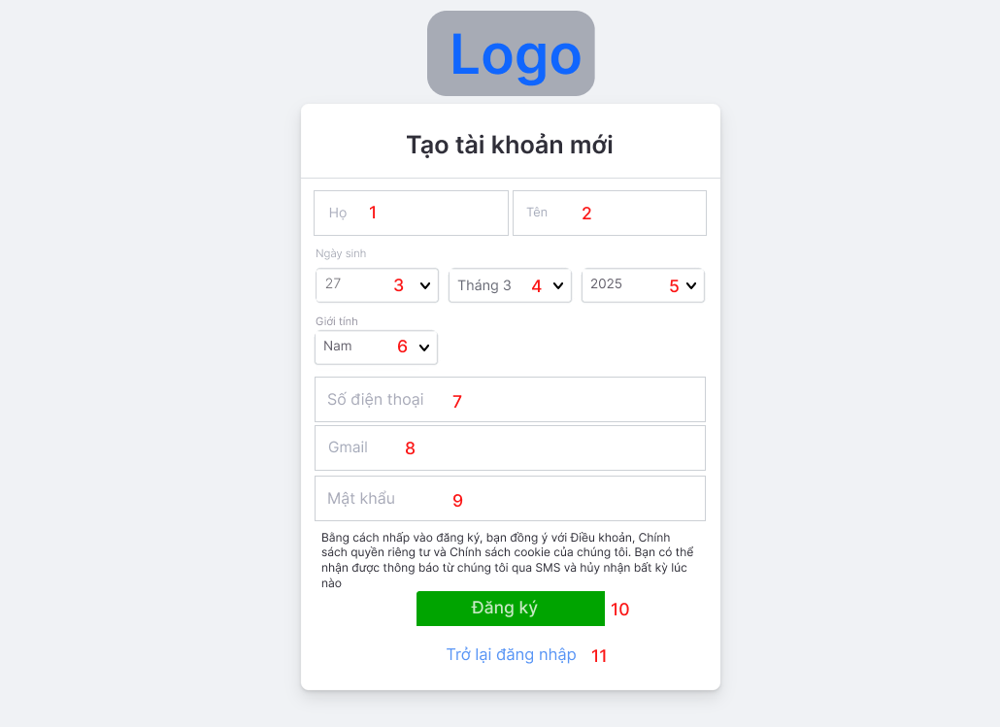 Logo
Tạo tài khoản mới
Họ 1 Tên 2
Ngày sinh
27 3 Tháng 3 4 2025 5
Giới tính
Nam 6
Số điện thoại 7
Gmail 8
Mật khẩu 9
Bằng cách nhấp vào đăng ký, bạn đồng ý với Điều khoản, Chính
sách quyền riêng tư và Chính sách cookie của chúng tôi. Bạn có thể
nhận được thông báo từ chúng tôi qua SMS và hủy nhận bất kỳ lúc
nào
Đăng ký 10
Trở lại đăng nhập 11